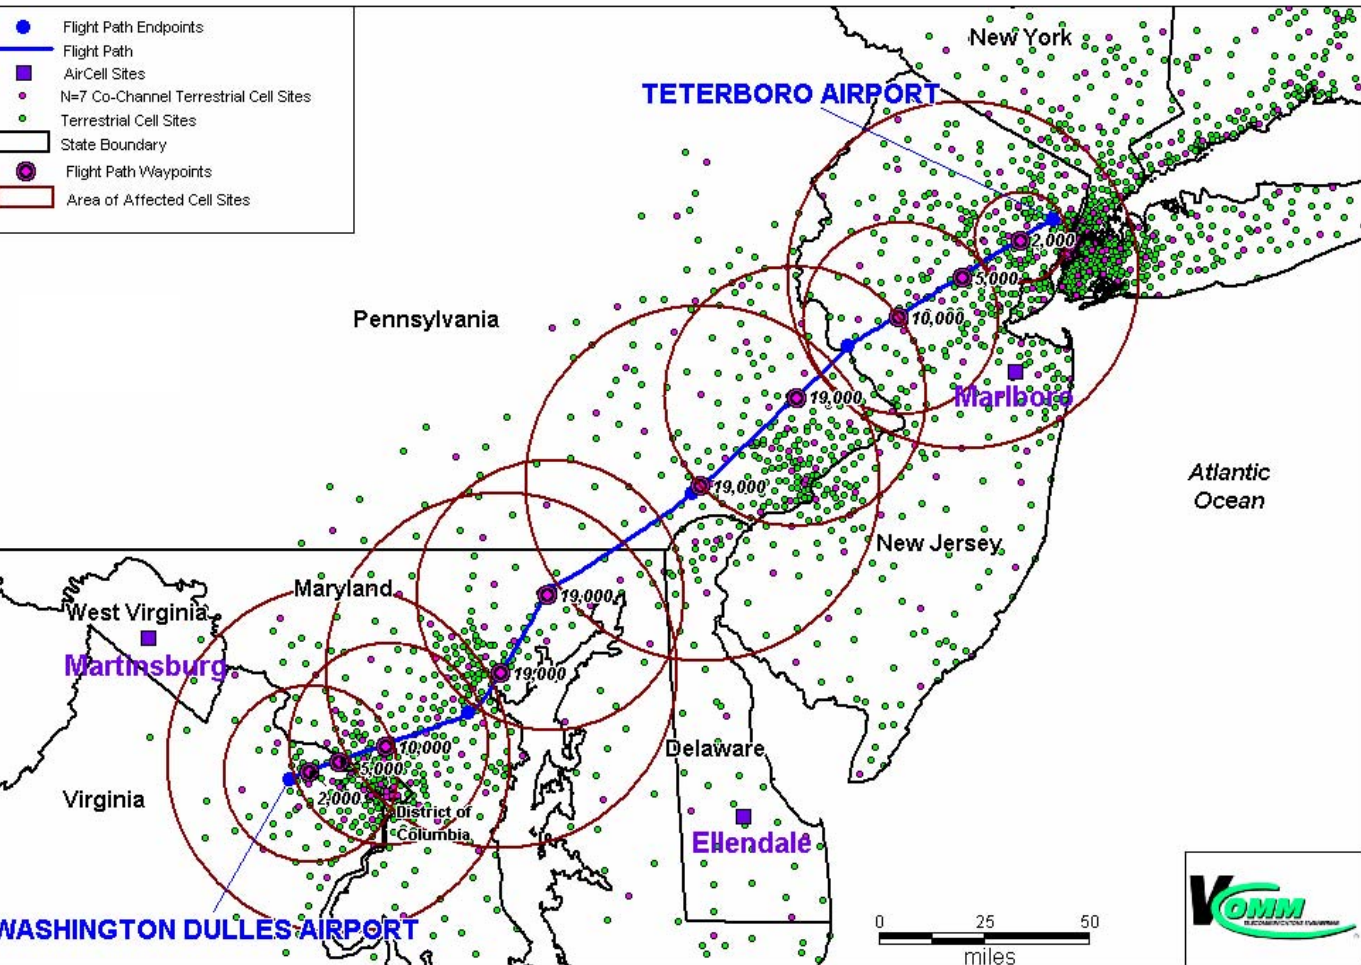 Flight Path Endpoints
Flight Path
AirCell Sites
N=7 Co-Channel Terrestrial Cell Sites
Terrestrial Cell Sites
State Boundary
Flight Path Waypoints
Area of Affected Cell Sites
New York
TETERBORO AIRPORT
2,000
5,000
10,000
Pennsylvania
Marlboro
19,000
19,000
Atlantic
Ocean
New Jersey
Maryland
19,000
West Virginia
Martinsburg
19,000
Delaware
10,000
5,000
2,000
Virginia
District of
Columbia
Ellendale
WASHINGTON DULLES AIRPORT
0 25 50
miles
VCOMM